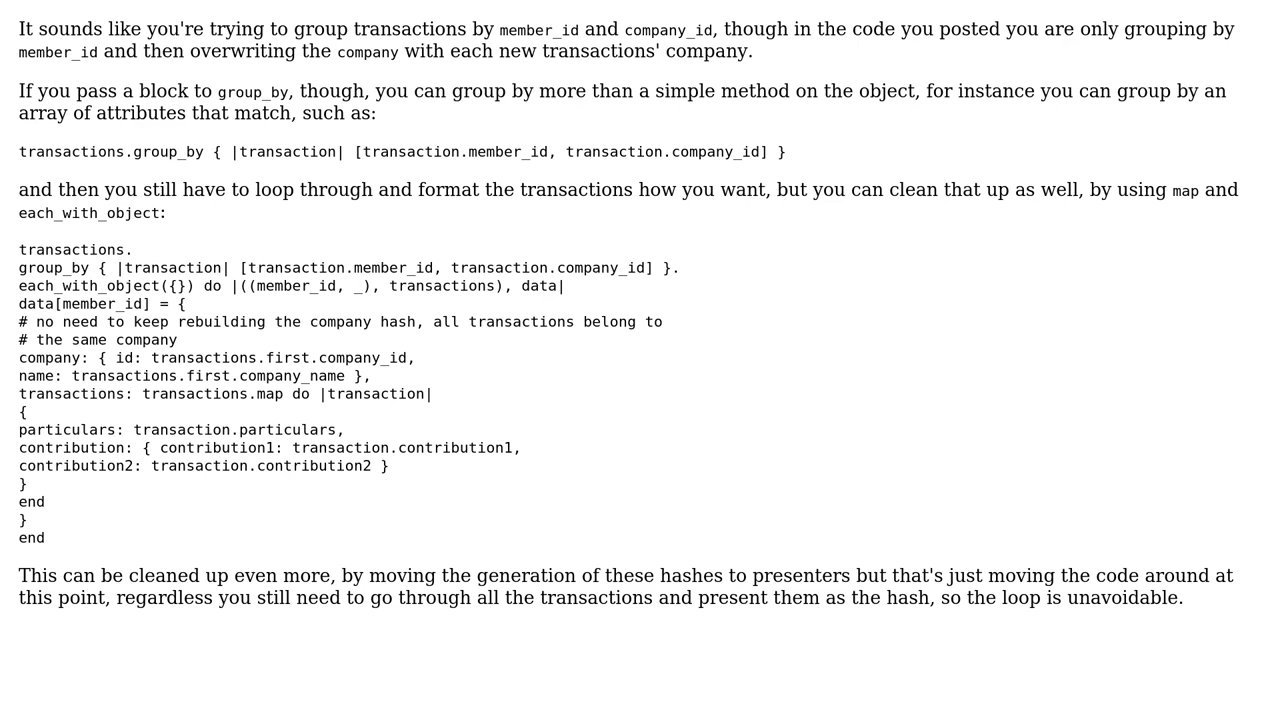 It sounds like you're trying to group transactions by member_id and company_id, though in the code you posted you are only grouping by
member_id and then overwriting the company with each new transactions' company.
If you pass a block to group_by, though, you can group by more than a simple method on the object, for instance you can group by an
array of attributes that match, such as:
transactions.group_by { |transaction| [transaction.member_id, transaction.company_id] }
and then you still have to loop through and format the transactions how you want, but you can clean that up as well, by using map and
each_with_object:
transactions.
group_by { |transaction| [transaction.member_id, transaction.company_id] }.
each_with_object({}) do |((member_id, _), transactions), data|
data[member_id] = {
# no need to keep rebuilding the company hash, all transactions belong to
# the same company
company: { id: transactions.first.company_id,
name: transactions.first.company_name },
transactions: transactions.map do |transaction|
{
particulars: transaction.particulars,
contribution: { contribution1: transaction.contribution1,
contribution2: transaction.contribution2 }
}
end
}
end
This can be cleaned up even more, by moving the generation of these hashes to presenters but that's just moving the code around at
this point, regardless you still need to go through all the transactions and present them as the hash, so the loop is unavoidable.